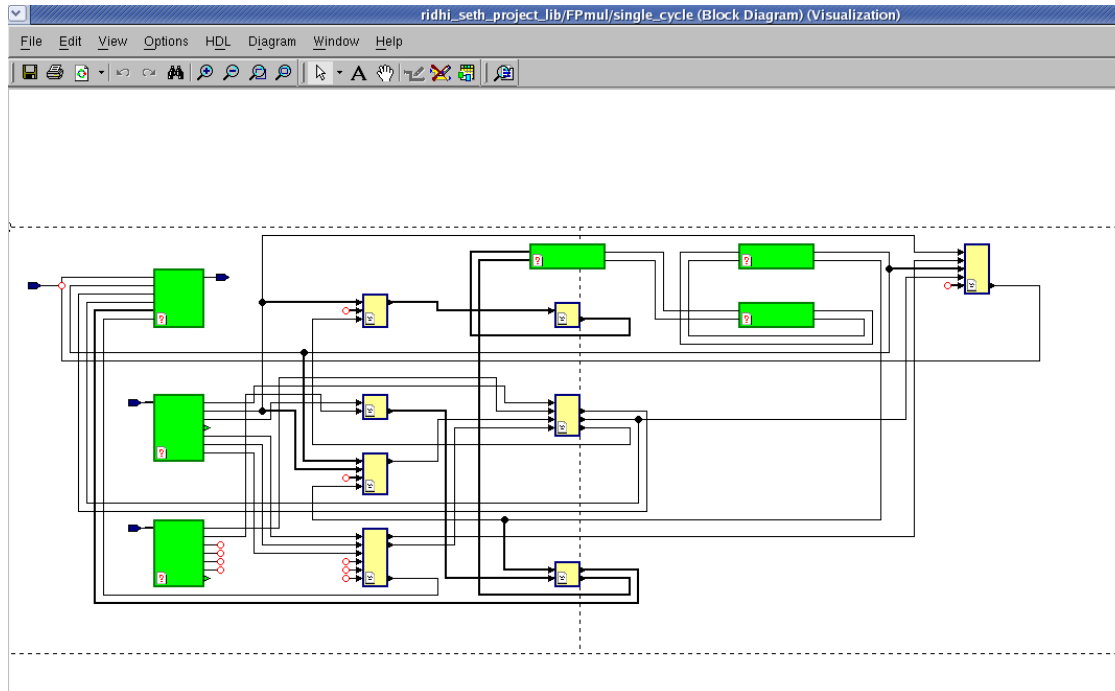 ridhi_seth_project_lib/FPmul/single_cycle (Block Diagram) (Visualization)
File Edit View Options HDL Diagram Window Help
A
?
?
?
?
?
?